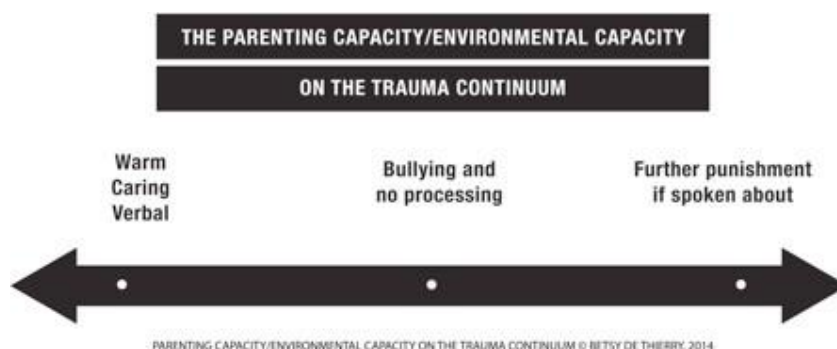 THE PARENTING CAPACITY/ENVIRONMENTAL CAPACITY
ON THE TRAUMA CONTINUUM
Warm
Caring
Verbal
Bullying and
no processing
Further punishment
if spoken about
PARENTING CAPACITY/ENVIRONMENTAL CAPACITY ON THE TRAUMA CONTINUUM © BETSY DE THIERRY, 2014